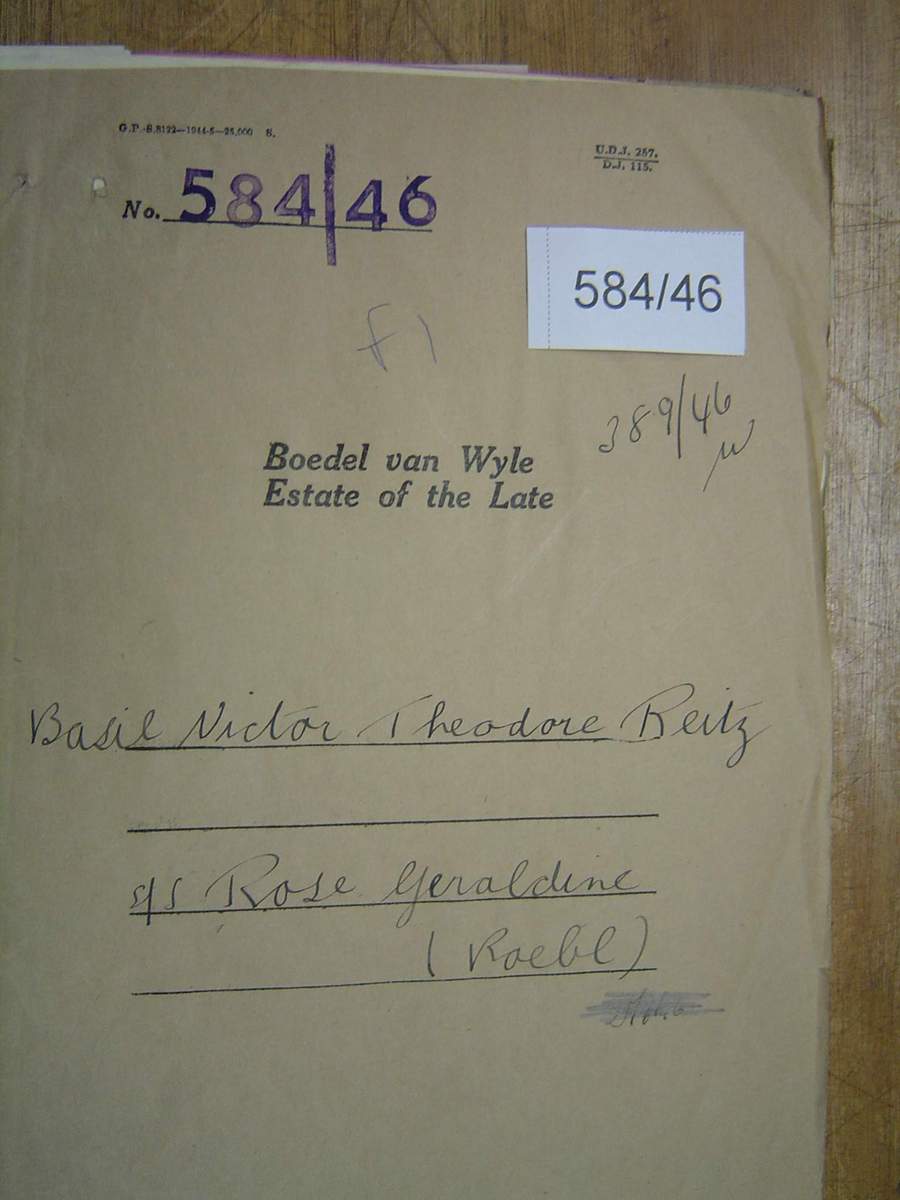 G.P.-S.8122—1944-5—25,000 S.
U.D.J. 257.
D.J. 115.
No. 584/46
584/46
F1
389/46
Boedel van Wyle
Estate of the Late
Basil Victor Theodore Reitz
s/s Rose Geraldine
(Roebl)